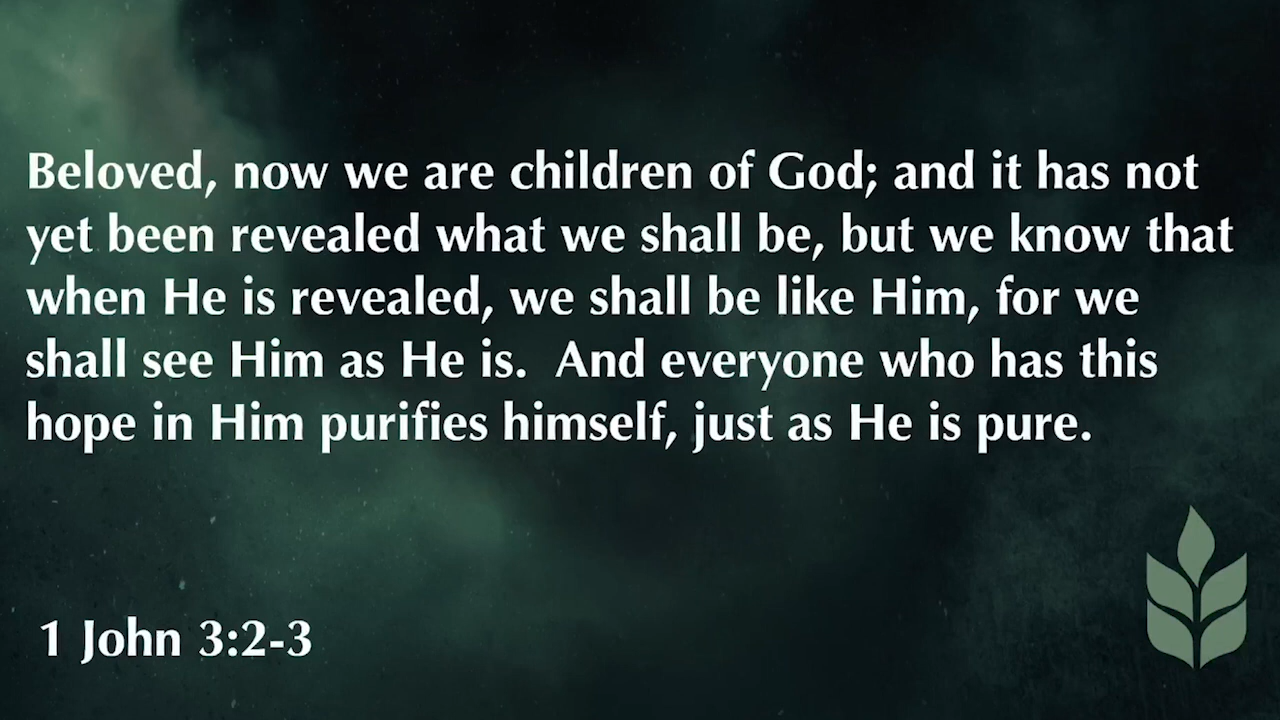 Beloved, now we are children of God; and it has not
yet been revealed what we shall be, but we know that
when He is revealed, we shall be like Him, for we
shall see Him as He is.  And everyone who has this
hope in Him purifies himself, just as He is pure.
1 John 3:2-3